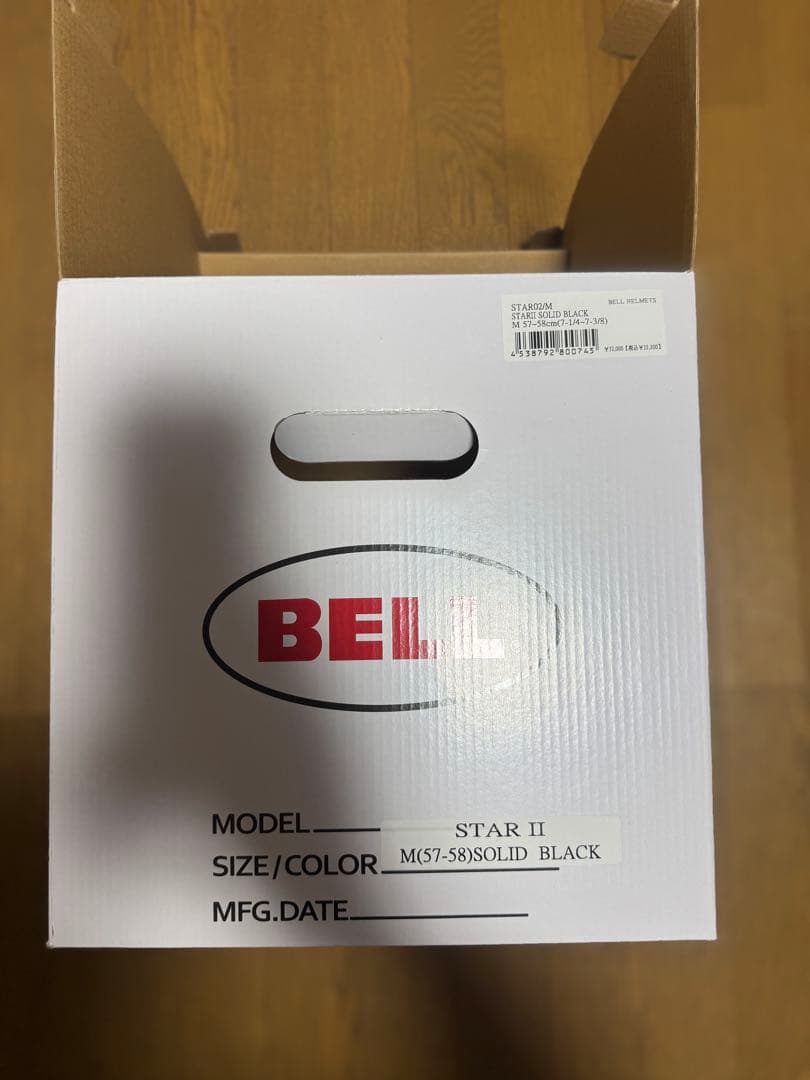 STAR02/M
BELL HELMETS
STARII SOLID BLACK
M 57~58cm(7-1/4~7-3/8)
4538792800745
BELL
MODEL STAR II
SIZE/COLOR M(57-58)SOLID BLACK
MFG.DATE